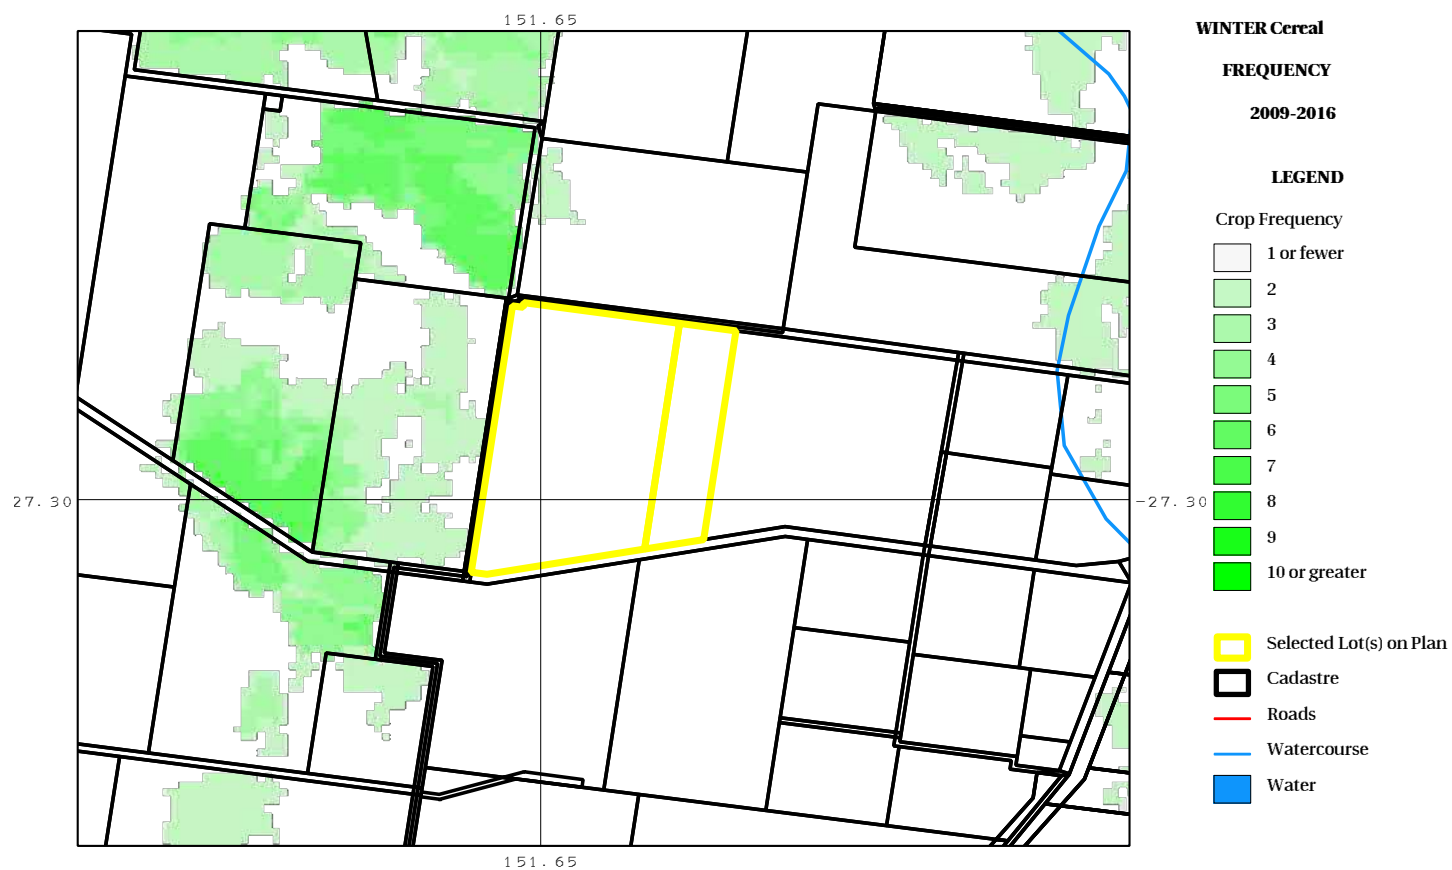 151.65
WINTER Cereal
FREQUENCY
2009-2016
LEGEND
Crop Frequency
1 or fewer
2
3
4
5
6
7
8
9
10 or greater
27.30
-27.30
Selected Lot(s) on Plan
Cadastre
Roads
Watercourse
Water
151.65